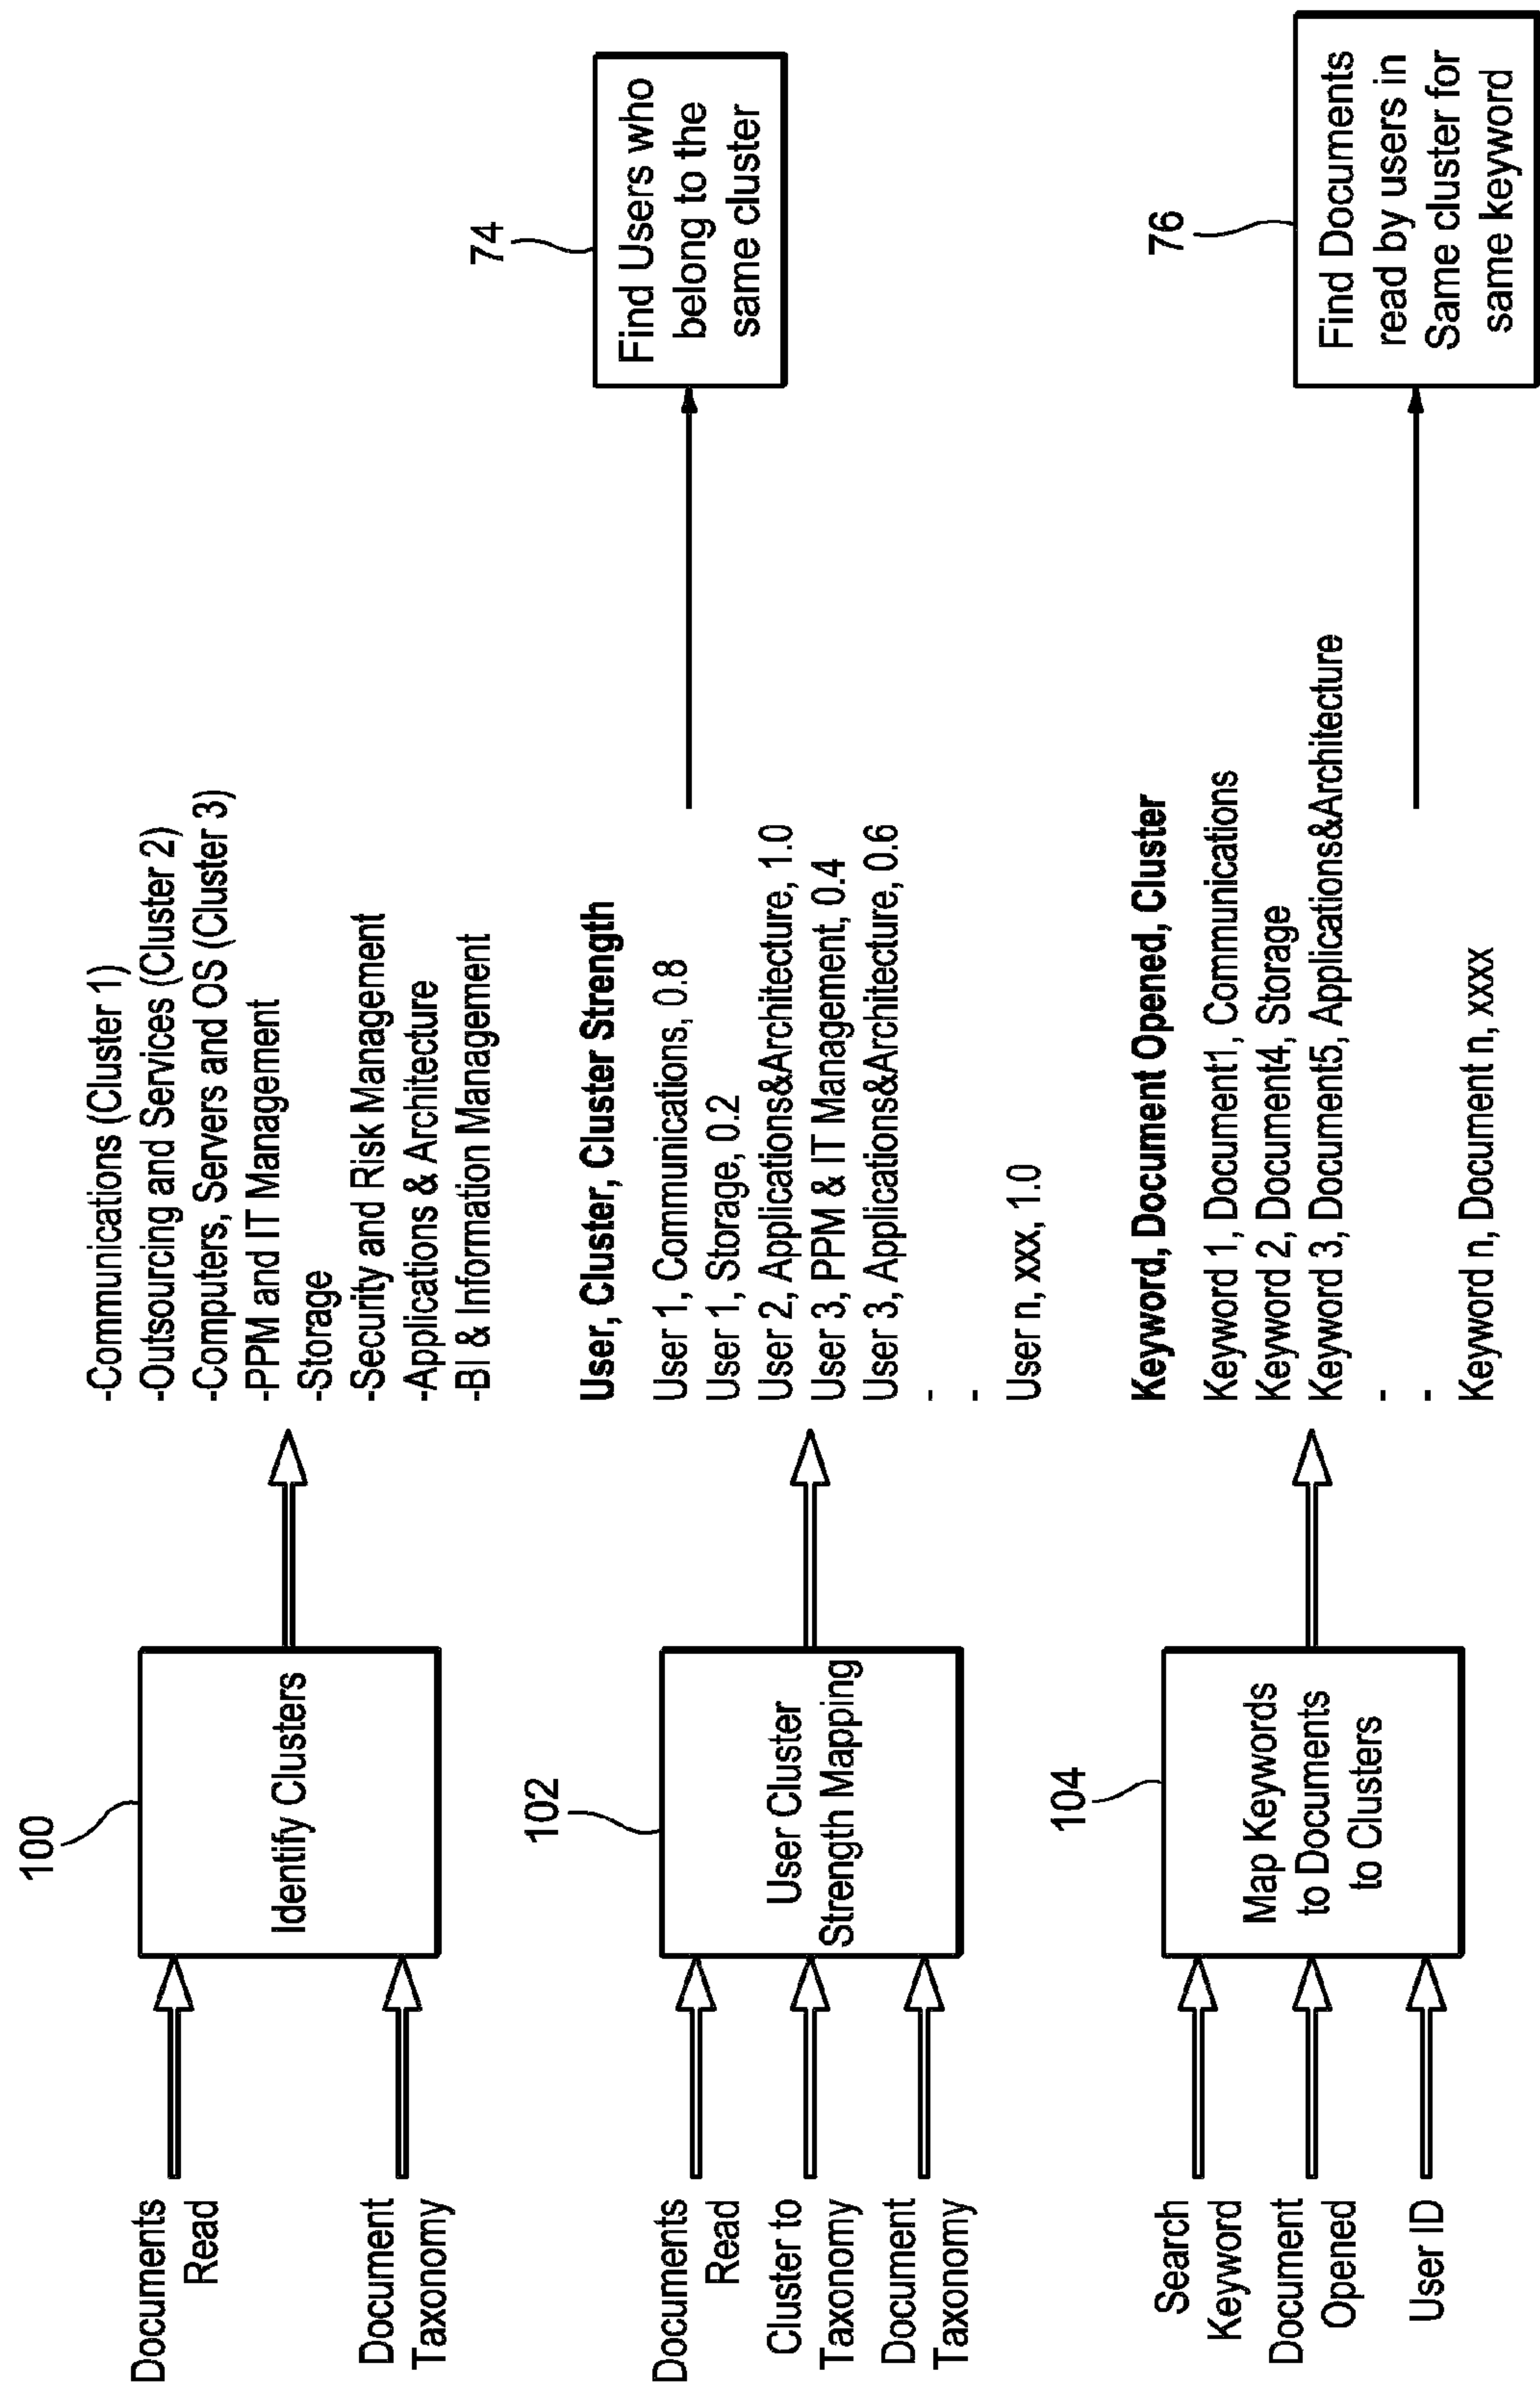 100
Documents
Read
Document
Taxonomy
Identify Clusters
-Communications (Cluster 1)
-Outsourcing and Services (Cluster 2)
-Computers, Servers and OS (Cluster 3)
-PPM and IT Management
-Storage
-Security and Risk Management
-Applications & Architecture
-BI & Information Management
102
Documents
Read
Cluster to
Taxonomy
Document
Taxonomy
User Cluster
Strength Mapping
User, Cluster, Cluster Strength
User 1, Communications, 0.8
User 1, Storage, 0.2
User 2, Applications&Architecture, 1.0
User 3, PPM & IT Management, 0.4
User 3, Applications&Architecture, 0.6
-
-
User n, xxx, 1.0
74
Find Users who
belong to the
same cluster
104
Search
Keyword
Document
Opened
User ID
Map Keywords
to Documents
to Clusters
Keyword, Document Opened, Cluster
Keyword 1, Document1, Communications
Keyword 2, Document4, Storage
Keyword 3, Document5, Applications&Architecture
-
-
Keyword n, Document n, xxxx
76
Find Documents
read by users in
Same cluster for
same keyword